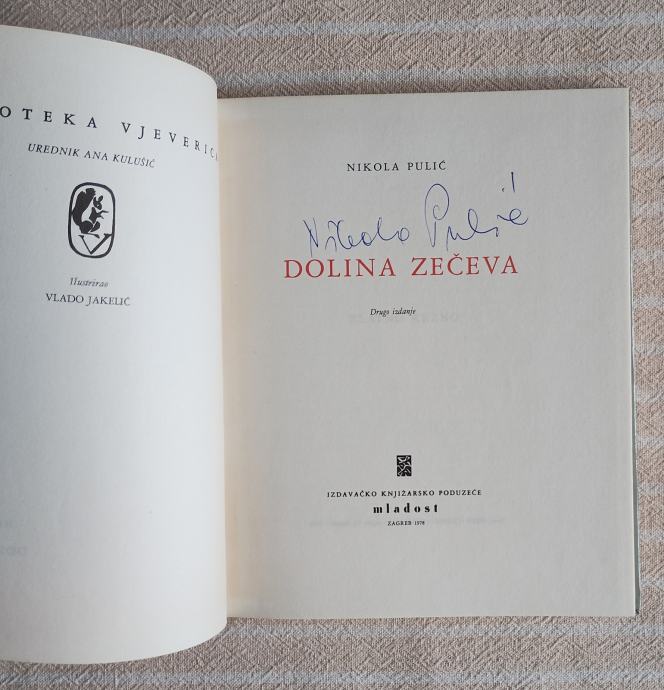 OTEKA VJEVERICA
UREDNIK ANA KULUŠIĆ
V
Ilustrirao
VLADO JAKELIĆ
NIKOLA PULIĆ
Nikola Pulić
DOLINA ZEČEVA
Drugo izdanje
IZDAVAČKO KNJIŽARSKO PODUZEĆE
mladost
ZAGREB 1978